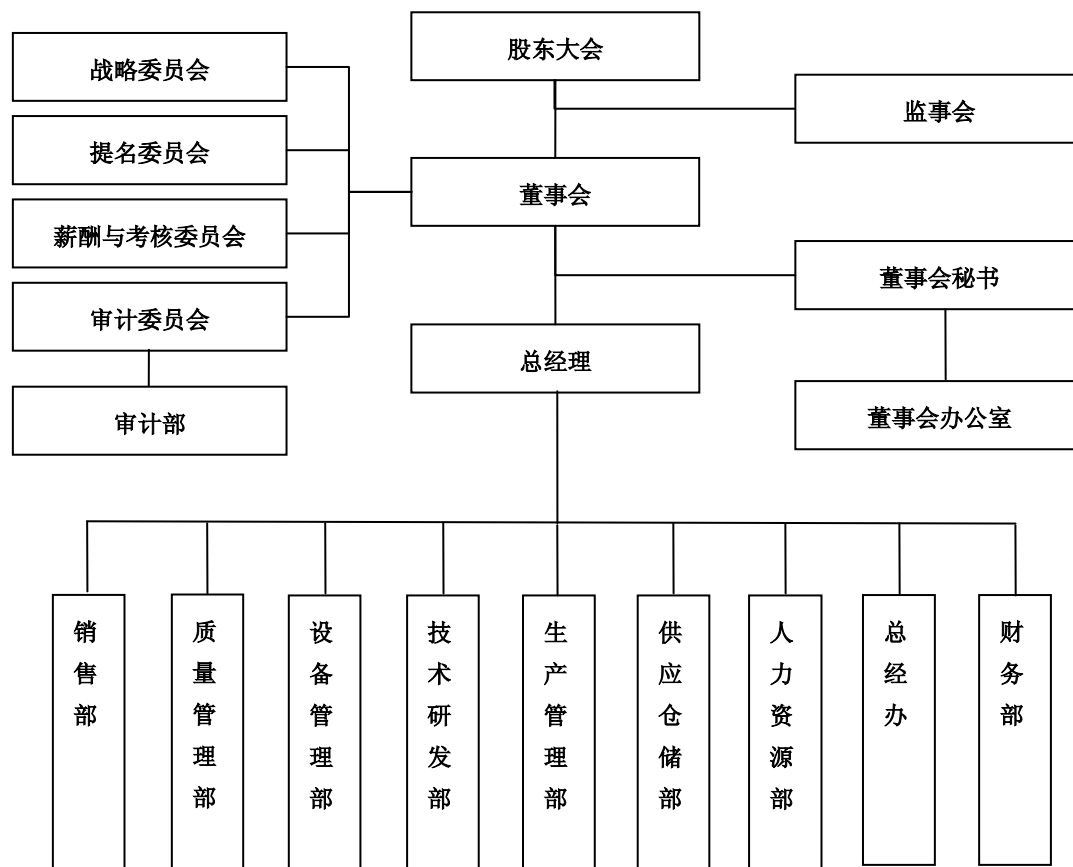 股东大会
战略委员会
监事会
提名委员会
董事会
薪酬与考核委员会
董事会秘书
审计委员会
总经理
审计部
董事会办公室
销售部
质量管理部
设备管理部
技术研发部
生产管理部
供应仓储部
人力资源部
总经办
财务部